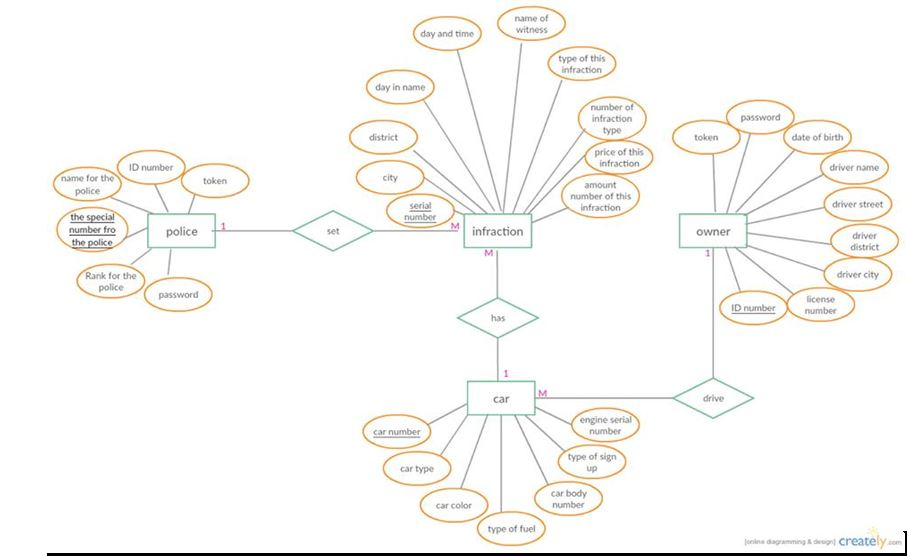 day and time
name of
witness
type of this
infraction
day in name
number of
infraction
type
district
price of this
infraction
city
amount
number of this
infraction
serial
number
infraction
token
password
date of birth
driver name
driver street
driver
district
driver city
license
number
ID number
owner
1
name for the
police
ID number
token
the special
number fro
the police
police
Rank for the
police
password
1
set
M
M
has
1
car
M
drive
car number
car type
car color
type of fuel
car body
number
type of sign
up
engine serial
number
[online diagramming & design] creately.com